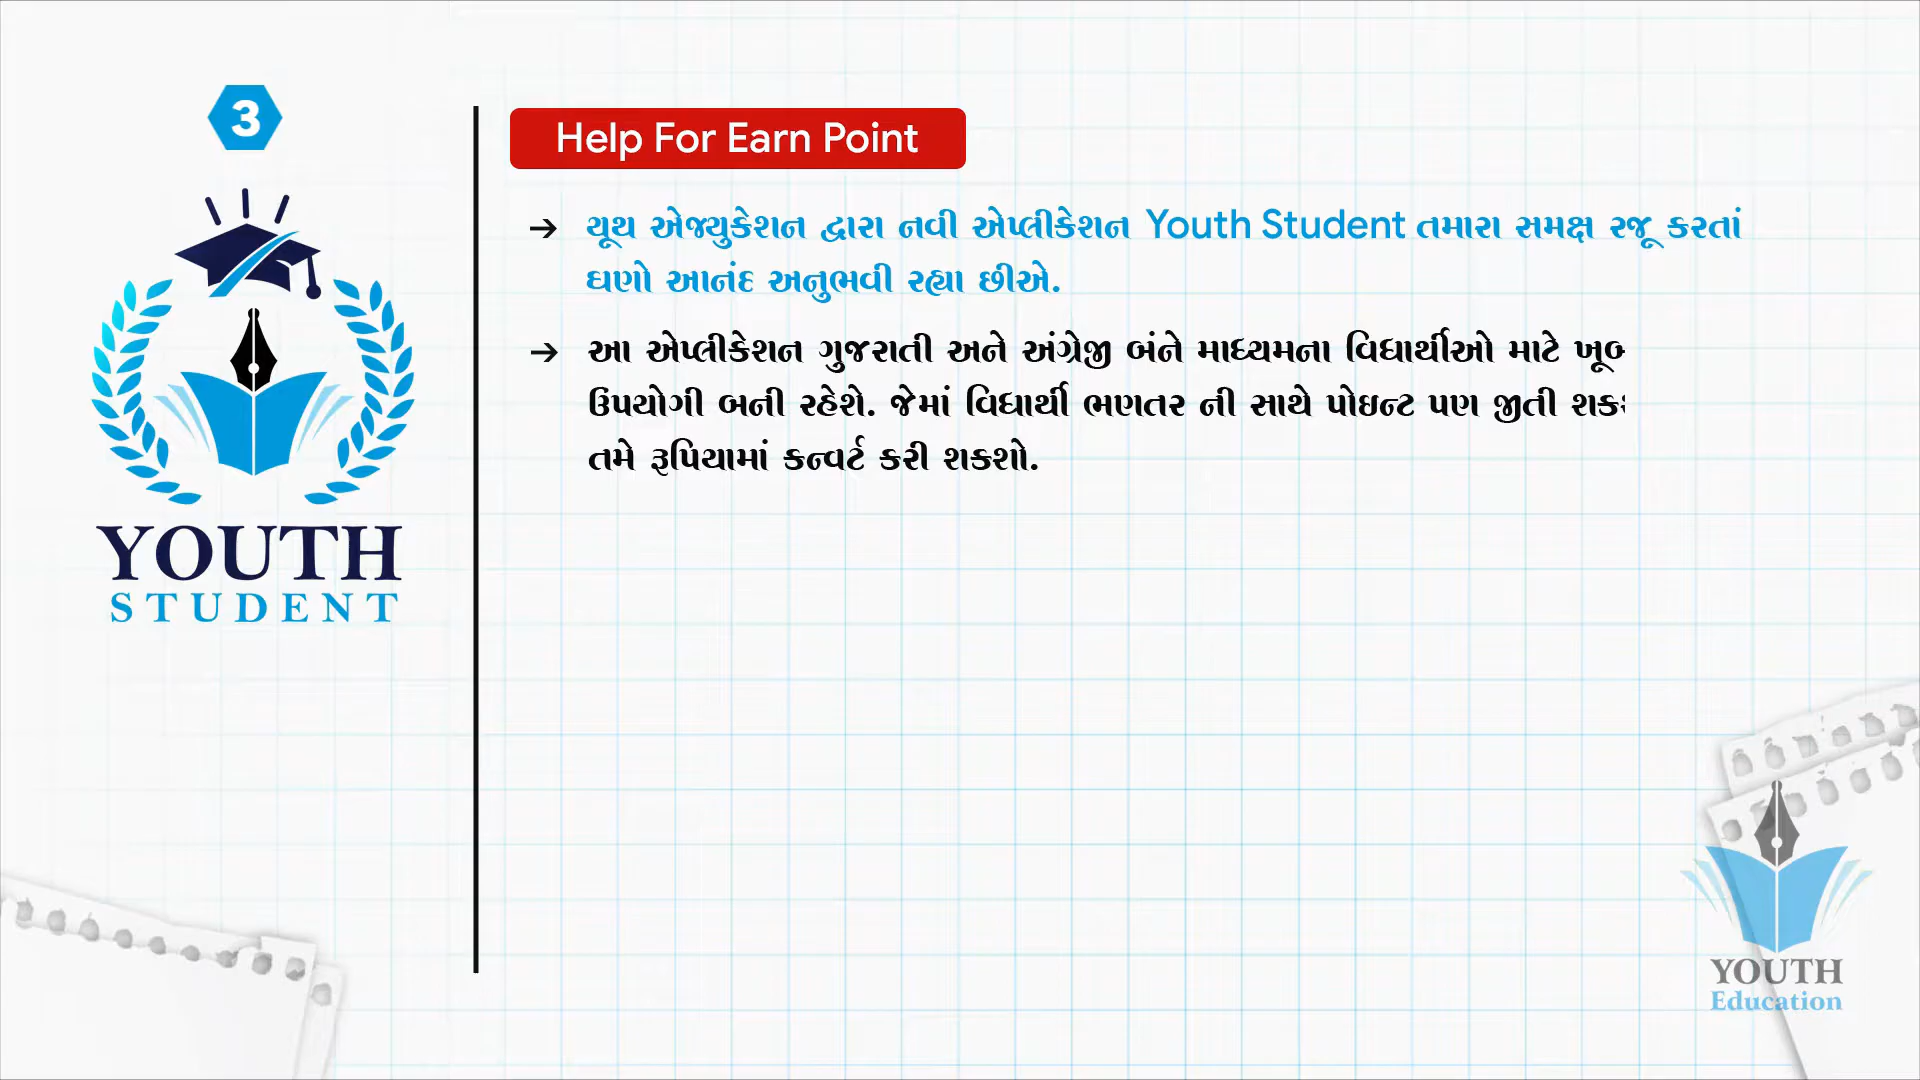 3
Help For Earn Point
→ યૂથ એજ્યુકેશન દ્વારા નવી એપ્લીકેશન Youth Student તમારા સમક્ષ રજૂ કરતાં
ઘણો આનંદ અનુભવી રહ્યા છીએ.
→ આ એપ્લીકેશન ગુજરાતી અને અંગ્રેજી બંને માધ્યમના વિદ્યાર્થીઓ માટે
ઉપયોગી બની રહેશે. જેમાં વિદ્યાર્થી ભણતર ની સાથે પોઇન્ટ પણ જીતી
તમે રૂપિયામાં કન્વર્ટ કરી શકશો.
YOUTH
STUDENT
YOUTH
Education